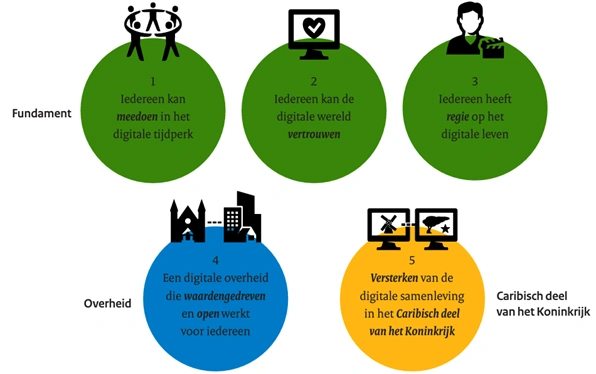 Fundament
1
Iedereen kan
meedoen in het
digitale tijdperk
2
Iedereen kan de
digitale wereld
vertrouwen
3
Iedereen heeft
regie op het
digitale leven
Overheid
4
Een digitale overheid
die waardengedreven
en open werkt
voor iedereen
5
Versterken van de
digitale samenleving
in het Caribisch deel
van het Koninkrijk
Caribisch deel
van het Koninkrijk